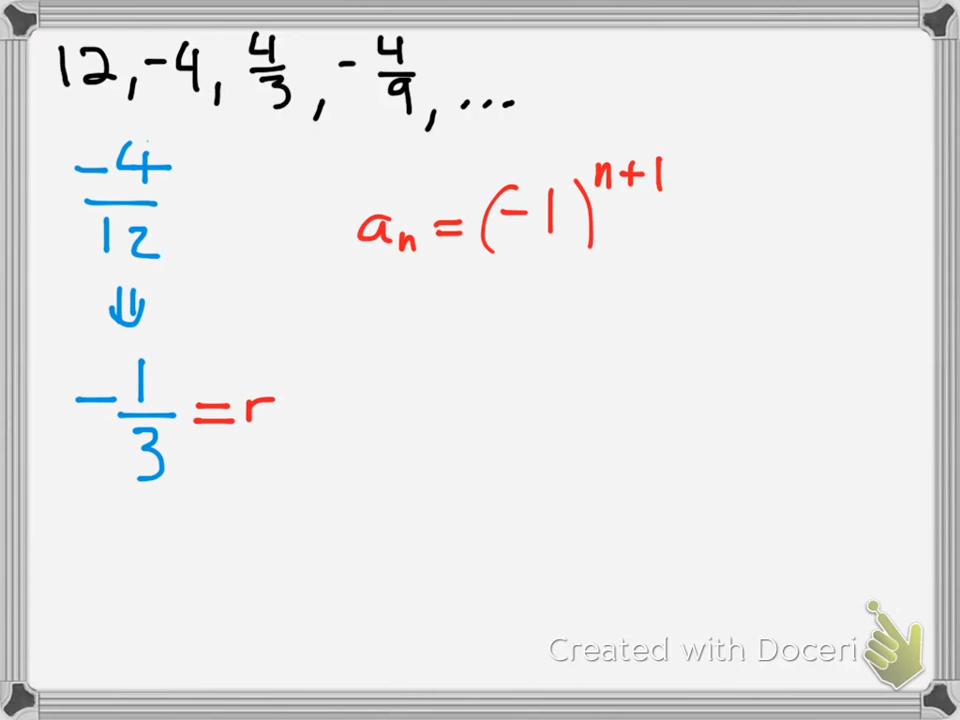 12, -4, 4/3, -4/9, ...
-4/12
aₙ = (-1)ⁿ⁺¹
⇓
-1/3 = r
Created with Doceri